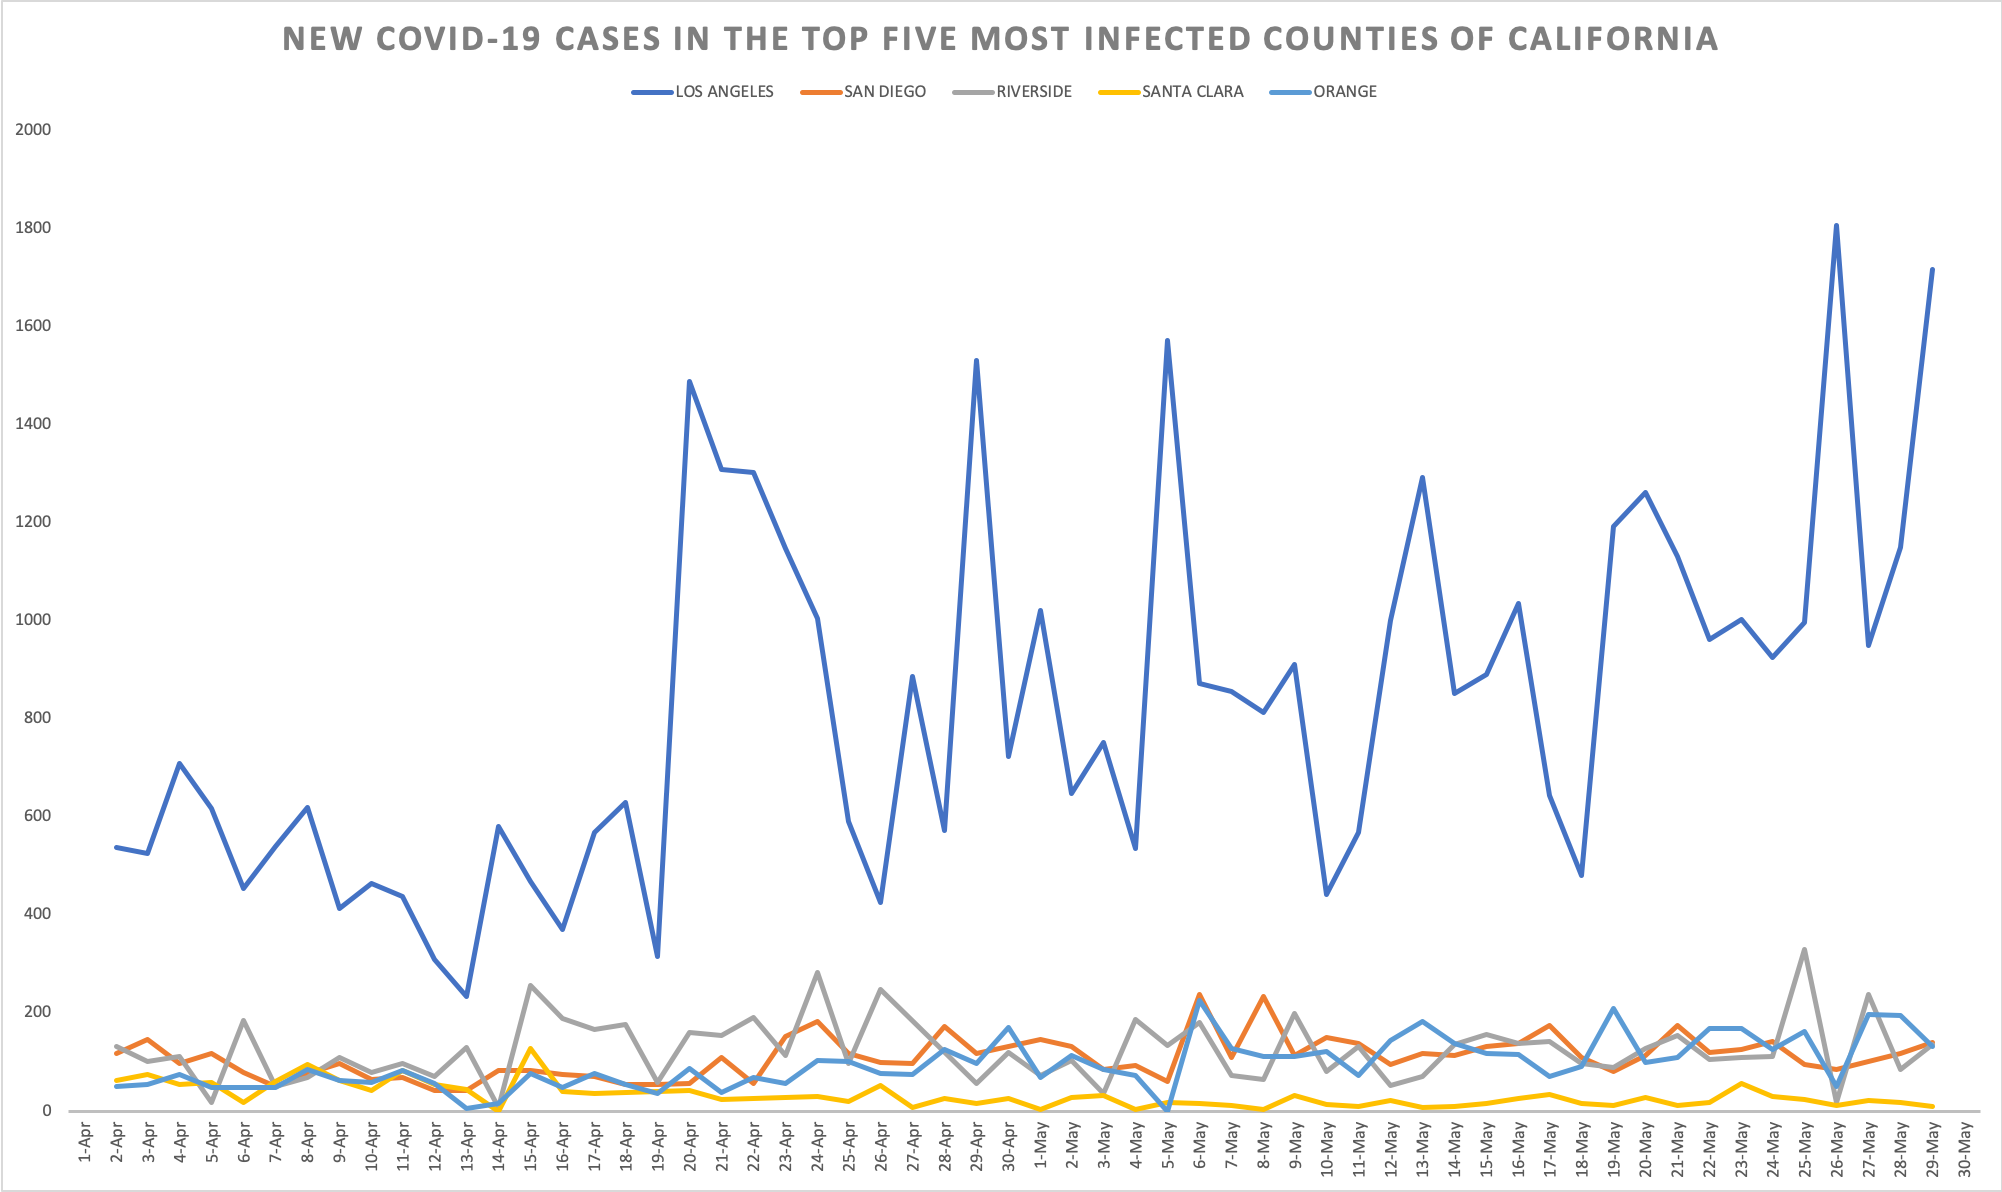 NEW COVID-19 CASES IN THE TOP FIVE MOST INFECTED COUNTIES OF CALIFORNIA
LOS ANGELES SAN DIEGO RIVERSIDE SANTA CLARA ORANGE
2000
1800
1600
1400
1200
1000
800
600
400
200
0
1-Apr
2-Apr
3-Apr
4-Apr
5-Apr
6-Apr
7-Apr
8-Apr
9-Apr
10-Apr
11-Apr
12-Apr
13-Apr
14-Apr
15-Apr
16-Apr
17-Apr
18-Apr
19-Apr
20-Apr
21-Apr
22-Apr
23-Apr
24-Apr
25-Apr
26-Apr
27-Apr
28-Apr
29-Apr
30-Apr
1-May
2-May
3-May
4-May
5-May
6-May
7-May
8-May
9-May
10-May
11-May
12-May
13-May
14-May
15-May
16-May
17-May
18-May
19-May
20-May
21-May
22-May
23-May
24-May
25-May
26-May
27-May
28-May
29-May
30-May